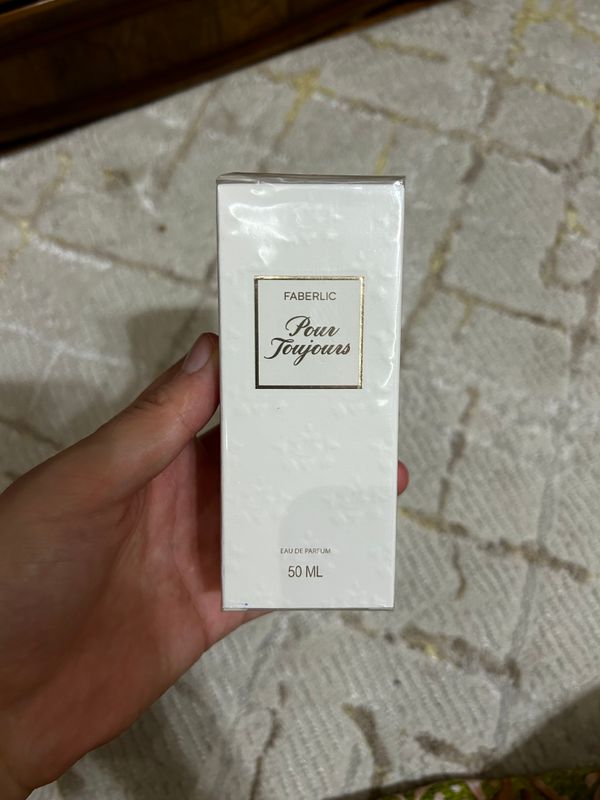 FABERLIC
Pour
Toujours
EAU DE PARFUM
50 ML